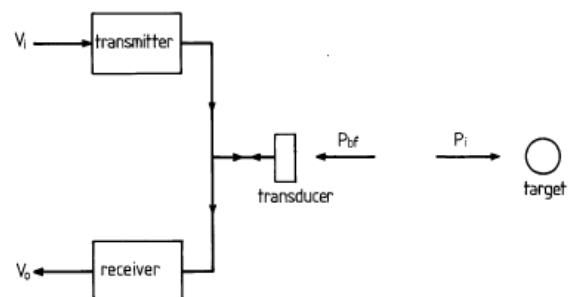 Vi
transmitter
Pbf
Pi
transducer
target
Vo
receiver